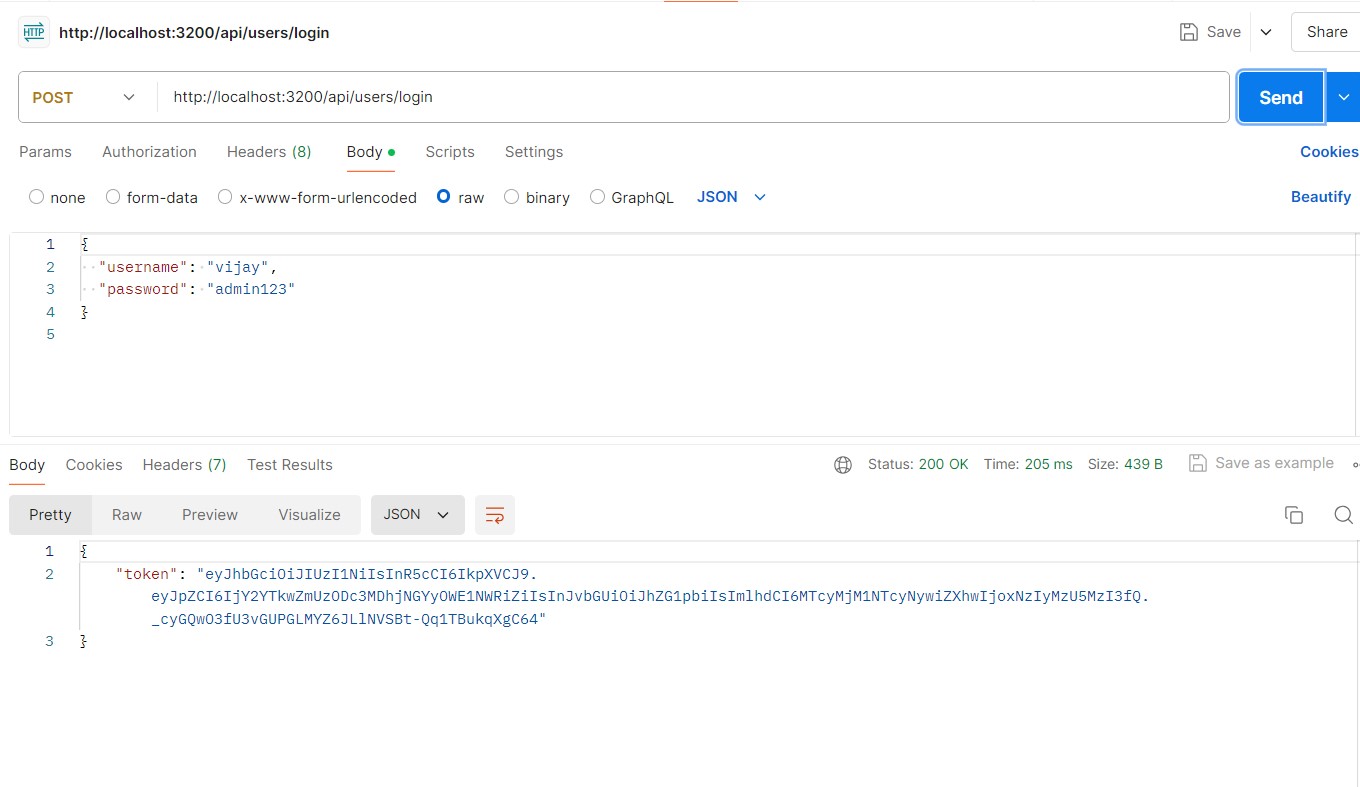 HTTP http://localhost:3200/api/users/login Save Share
POST http://localhost:3200/api/users/login Send
Params Authorization Headers (8) Body Scripts Settings Cookies
none form-data x-www-form-urlencoded raw binary GraphQL JSON Beautify
1 {
2 "username": "vijay",
3 "password": "admin123"
4 }
5
Body Cookies Headers (7) Test Results Status: 200 OK Time: 205 ms Size: 439 B Save as example
Pretty Raw Preview Visualize JSON
1 {
2 "token": "eyJhbGciOiJIUzI1NiIsInR5cCI6IkpXVCJ9.
eyJpZCI6IjY2YTkwZmUzODc3MDhjNGYyOWE1NWRiZiIsInJvbGUiOiJhZG1pbiIsImlhdCI6MTcyMjM1NTcyNywiZXhwIjoxNzIyMzU5MzI3fQ.
_cyGQwO3fU3vGUPGLMYZ6JLlNVSBt-Qq1TBukqXgC64"
3 }